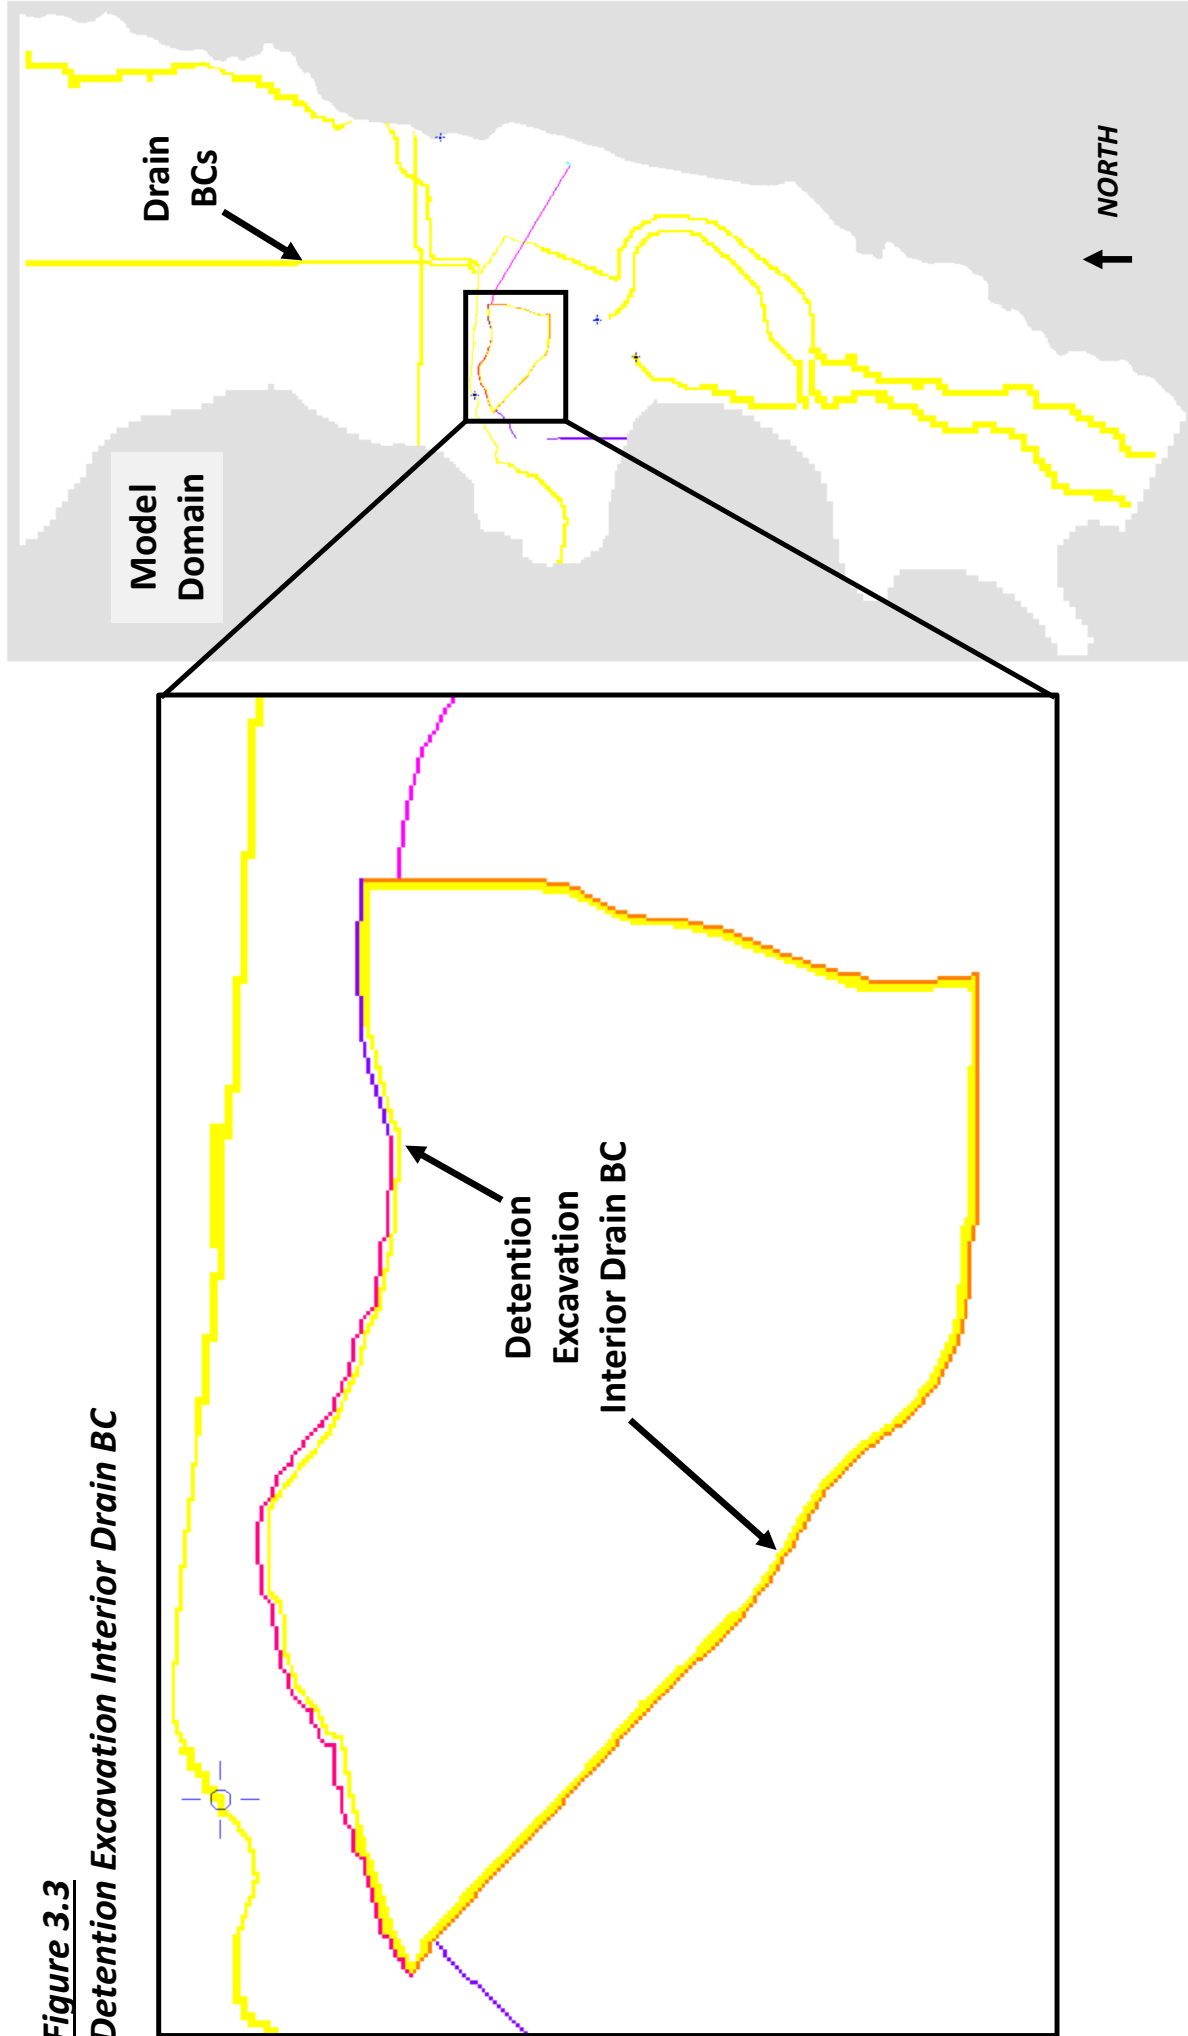 Figure 3.3
Detention Excavation Interior Drain BC
Detention
Excavation
Interior Drain BC
Model
Domain
Drain
BCs
NORTH